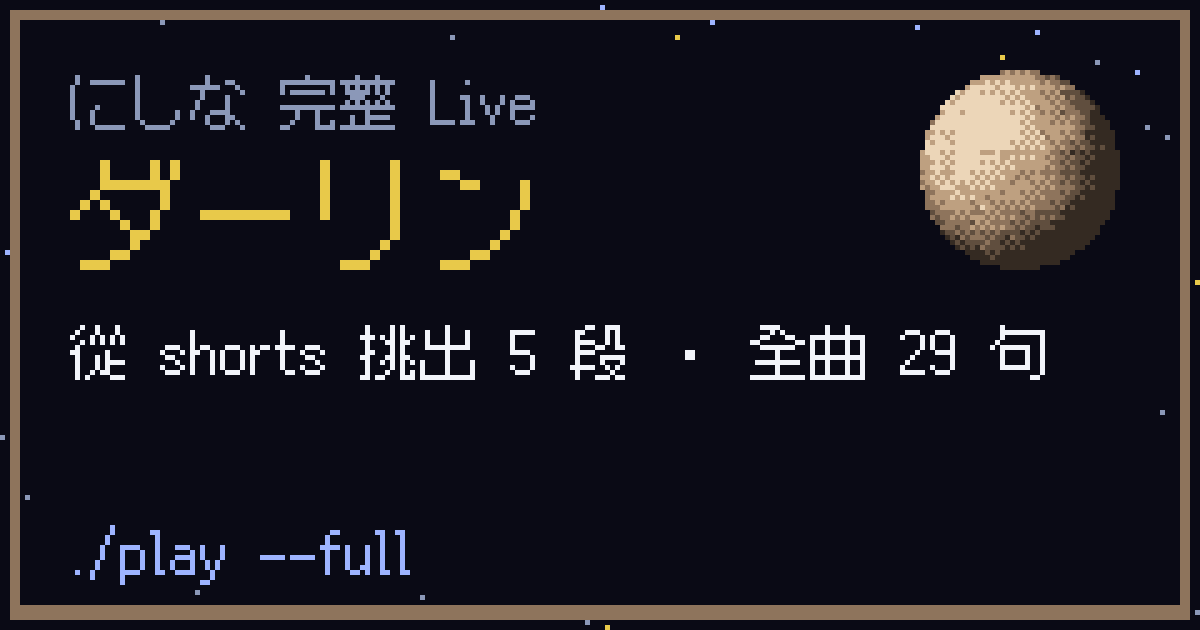 にしな 完整 Live
ダーリン
從 shorts 挑出 5 段 · 全曲 29 句
./play --full